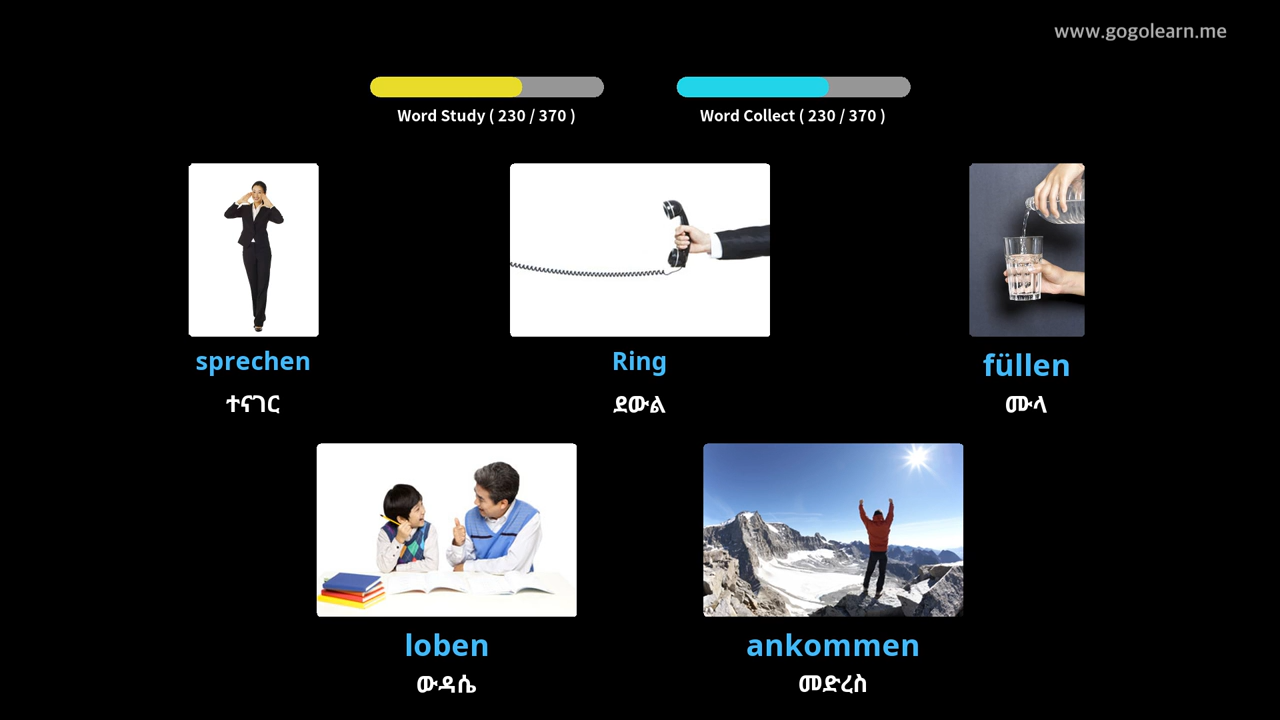 www.gogolearn.me
Word Study ( 230 / 370 )
Word Collect ( 230 / 370 )
sprechen
ተናገር
Ring
ደውል
füllen
ሙላ
loben
ውዳሴ
ankommen
መድረስ